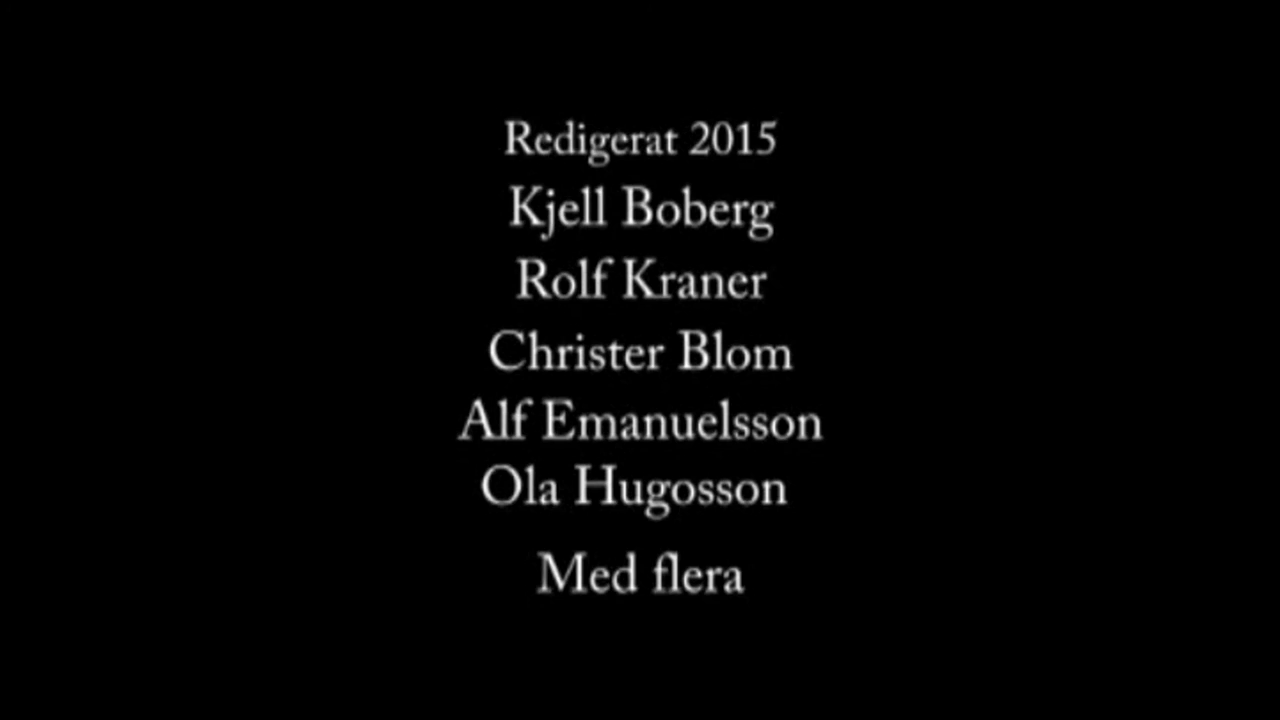 Redigerat 2015
Kjell Boberg
Rolf Kraner
Christer Blom
Alf Emanuelsson
Ola Hugosson
Med flera